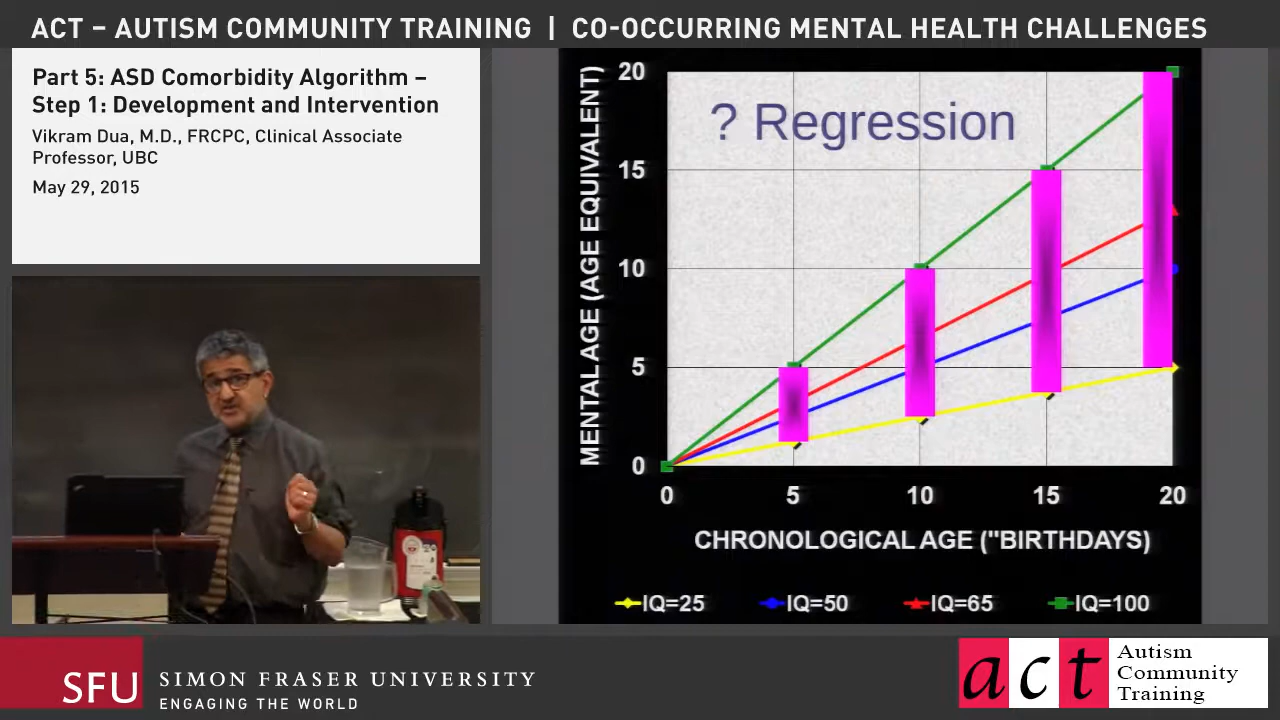 ACT – AUTISM COMMUNITY TRAINING | CO-OCCURRING MENTAL HEALTH CHALLENGES
Part 5: ASD Comorbidity Algorithm –
Step 1: Development and Intervention
Vikram Dua, M.D., FRCPC, Clinical Associate
Professor, UBC
May 29, 2015
? Regression
MENTAL AGE (AGE EQUIVALENT)
20
15
10
5
0
0 5 10 15 20
CHRONOLOGICAL AGE ("BIRTHDAYS)
IQ=25 IQ=50 IQ=65 IQ=100
SFU SIMON FRASER UNIVERSITY
ENGAGING THE WORLD
act
Autism
Community
Training